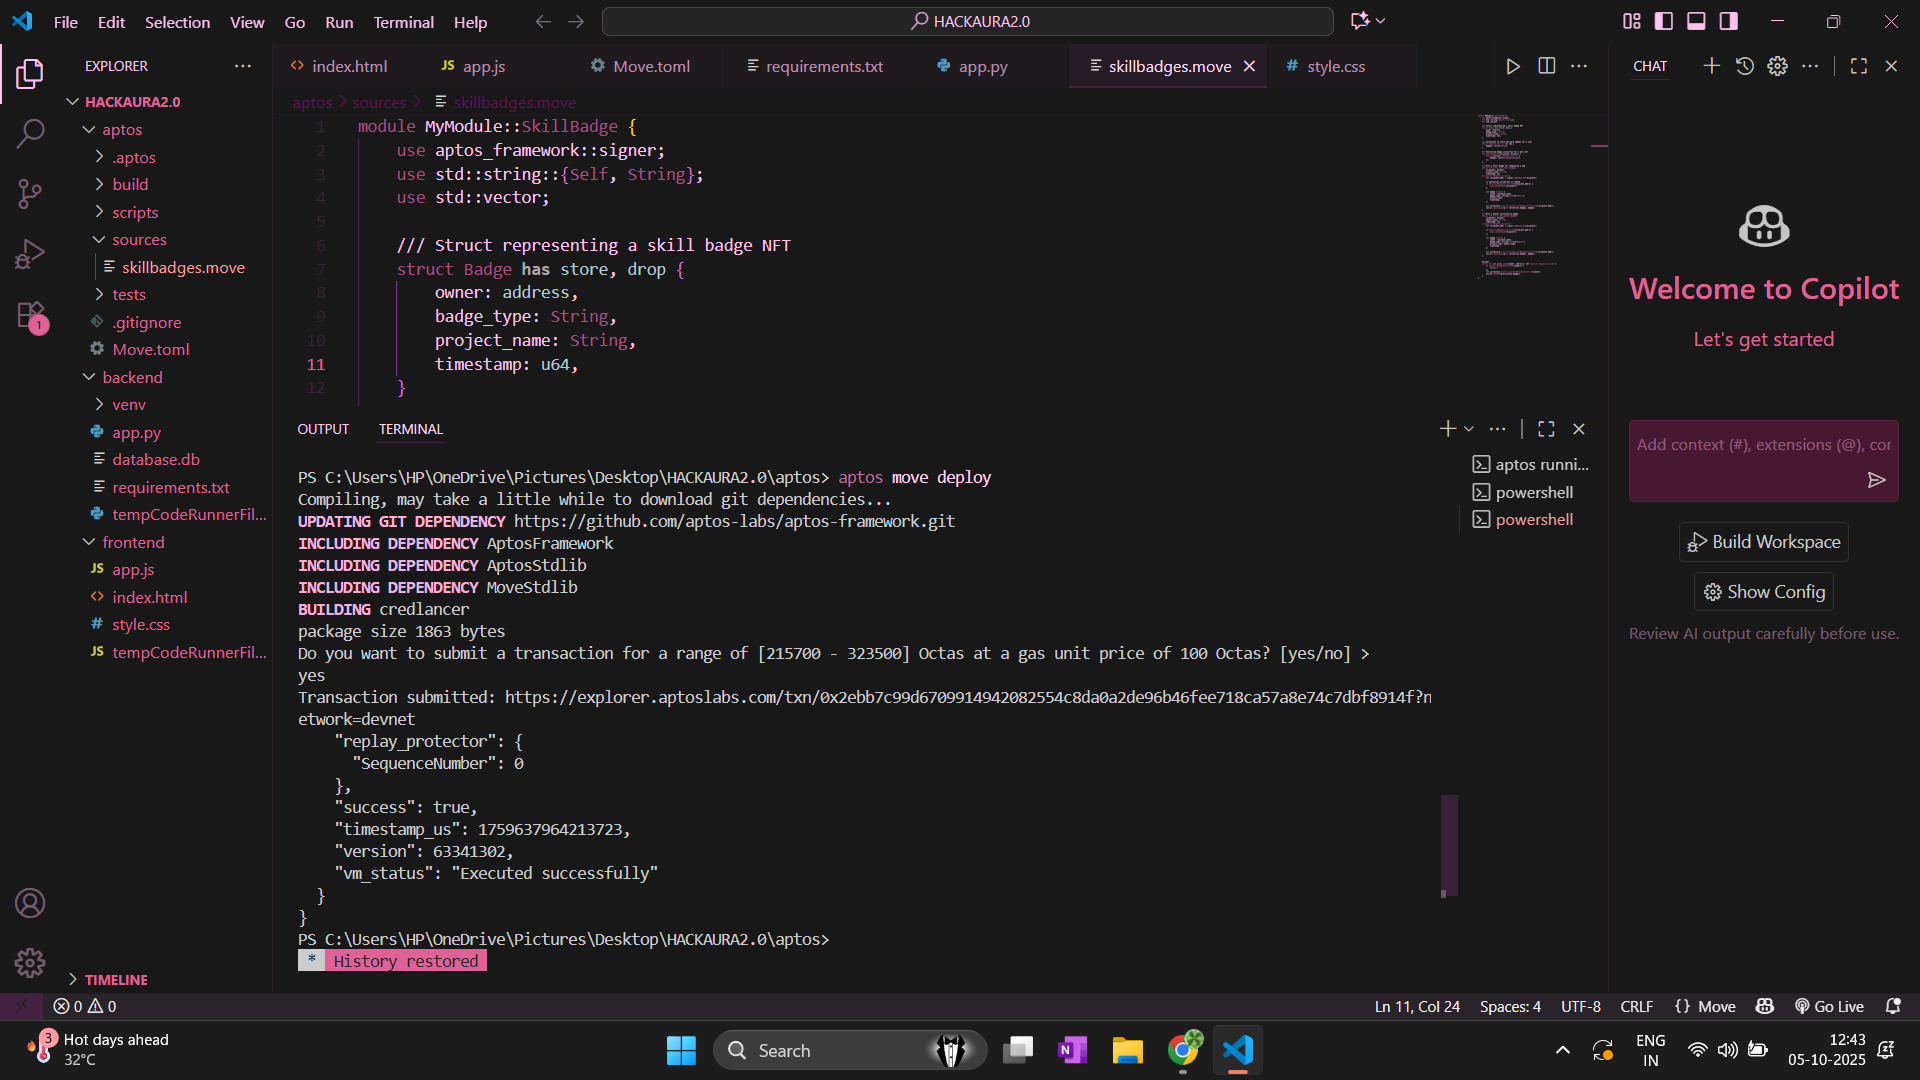 File Edit Selection View Go Run Terminal Help
HACKAURA2.0
EXPLORER
HACKAURA2.0
aptos
.aptos
build
scripts
sources
skillbadges.move
tests
.gitignore
Move.toml
backend
venv
app.py
database.db
requirements.txt
tempCodeRunnerFil...
frontend
app.js
index.html
style.css
tempCodeRunnerFil...
TIMELINE
1
index.html
JS app.js
Move.toml
requirements.txt
app.py
skillbadges.move
# style.css
aptos > sources > skillbadges.move
1 module MyModule::SkillBadge {
2 use aptos_framework::signer;
3 use std::string::{Self, String};
4 use std::vector;
5
6 /// Struct representing a skill badge NFT
7 struct Badge has store, drop {
8 owner: address,
9 badge_type: String,
10 project_name: String,
11 timestamp: u64,
12 }
OUTPUT TERMINAL
PS C:\Users\HP\OneDrive\Pictures\Desktop\HACKAURA2.0\aptos> aptos move deploy
Compiling, may take a little while to download git dependencies...
UPDATING GIT DEPENDENCY https://github.com/aptos-labs/aptos-framework.git
INCLUDING DEPENDENCY AptosFramework
INCLUDING DEPENDENCY AptosStdlib
INCLUDING DEPENDENCY MoveStdlib
BUILDING credlancer
package size 1863 bytes
Do you want to submit a transaction for a range of [215700 - 323500] Octas at a gas unit price of 100 Octas? [yes/no] >
yes
Transaction submitted: https://explorer.aptoslabs.com/txn/0x2ebb7c99d6709914942082554c8da0a2de96b46fee718ca57a8e74c7dbf8914f?n
etwork=devnet
"replay_protector": {
"SequenceNumber": 0
},
"success": true,
"timestamp_us": 1759637964213723,
"version": 63341302,
"vm_status": "Executed successfully"
}
}
PS C:\Users\HP\OneDrive\Pictures\Desktop\HACKAURA2.0\aptos>
* History restored
aptos runni...
powershell
powershell
CHAT
Welcome to Copilot
Let's get started
Add context (#), extensions (@), cor
Build Workspace
Show Config
Review AI output carefully before use.
0 0
Ln 11, Col 24 Spaces: 4 UTF-8 CRLF {} Move Go Live
3
Hot days ahead
32°C
Search
ENG
IN
12:43
05-10-2025